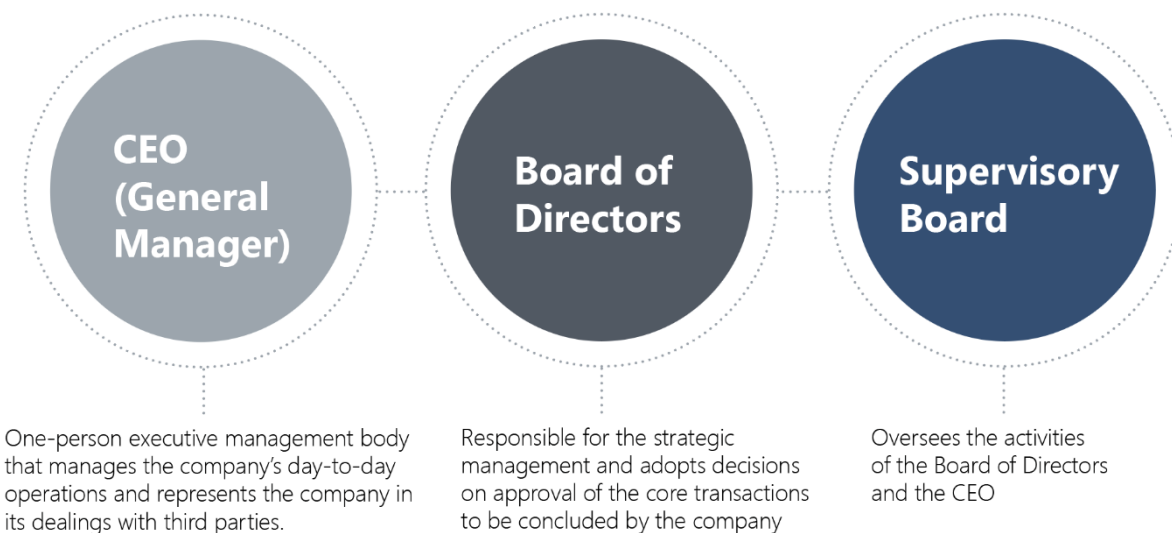 CEO
(General
Manager)
Board of
Directors
Supervisory
Board
One-person executive management body
that manages the company’s day-to-day
operations and represents the company in
its dealings with third parties.
Responsible for the strategic
management and adopts decisions
on approval of the core transactions
to be concluded by the company
Oversees the activities
of the Board of Directors
and the CEO